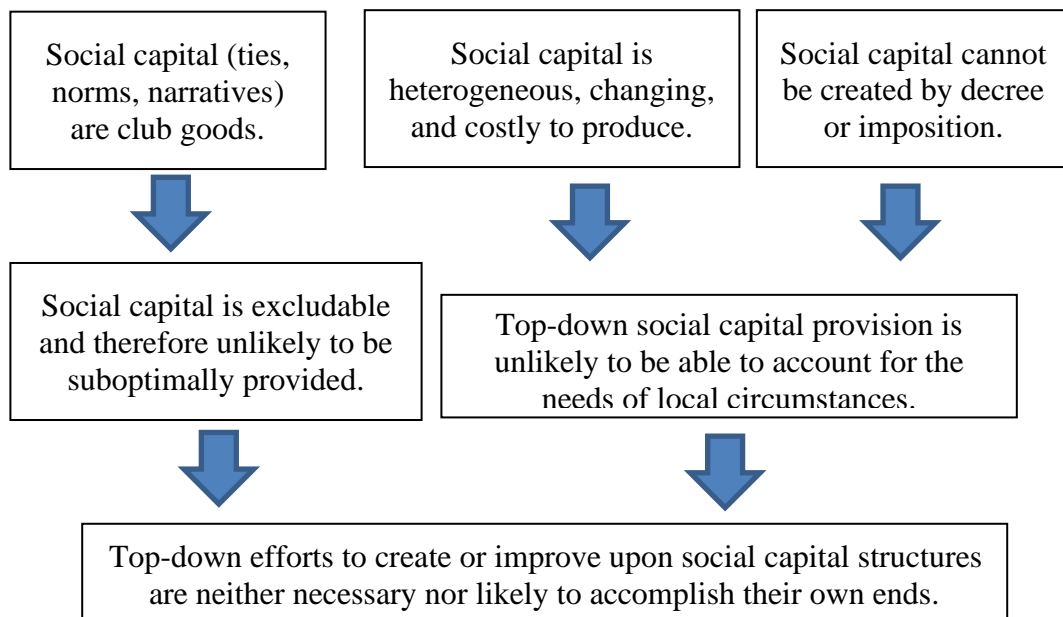 Social capital (ties,
norms, narratives)
are club goods.
Social capital is
heterogeneous, changing,
and costly to produce.
Social capital cannot
be created by decree
or imposition.
Social capital is excludable
and therefore unlikely to be
suboptimally provided.
Top-down social capital provision is
unlikely to be able to account for the
needs of local circumstances.
Top-down efforts to create or improve upon social capital structures
are neither necessary nor likely to accomplish their own ends.